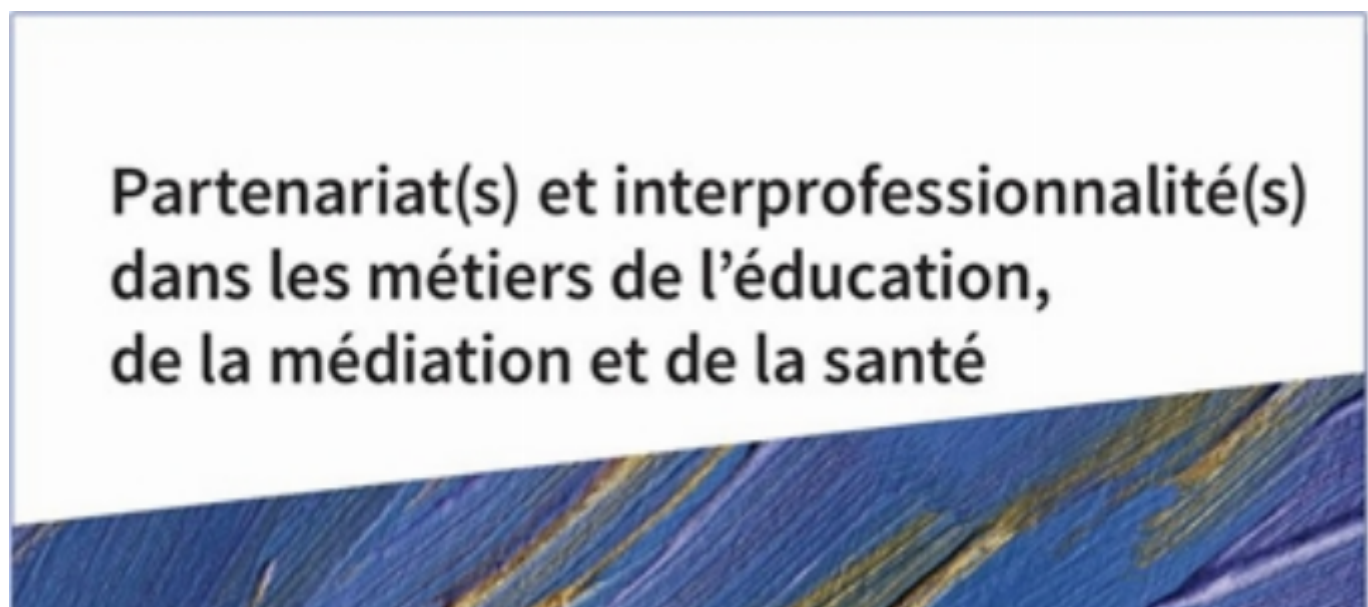 Partenariat(s) et interprofessionnalité(s)
dans les métiers de l’éducation,
de la médiation et de la santé